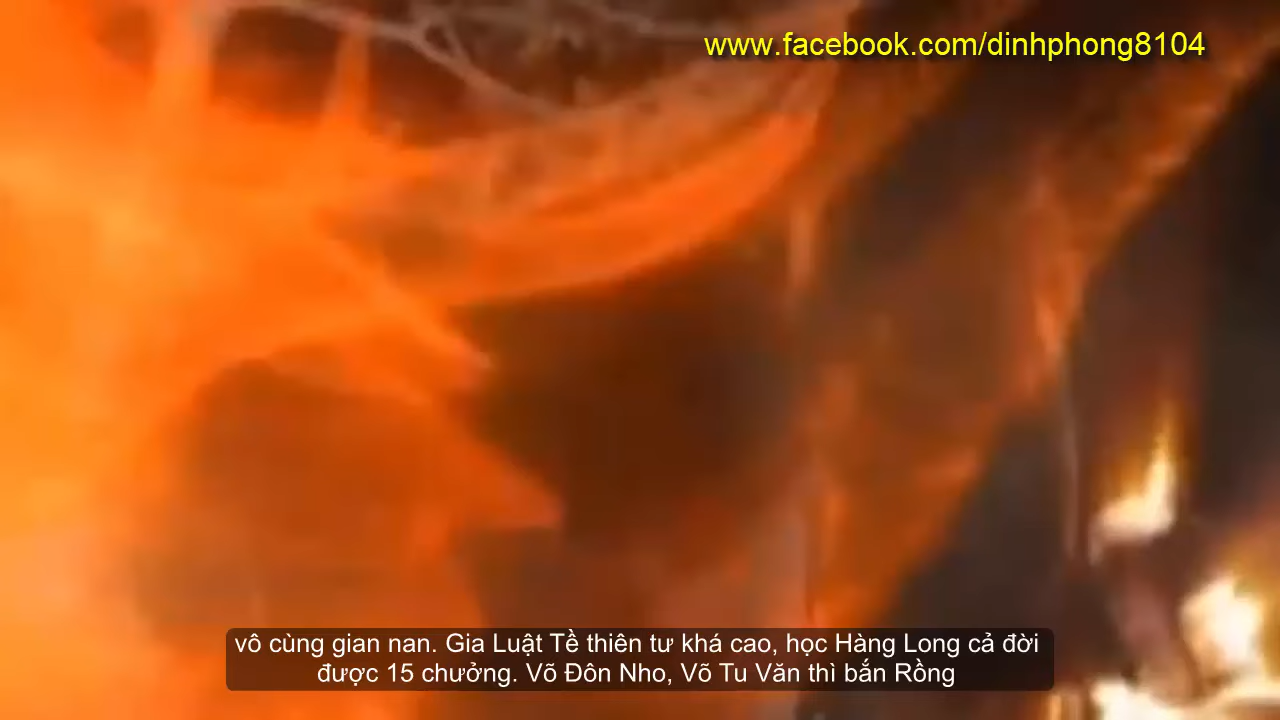 www.facebook.com/dinhphong8104
vô cùng gian nan. Gia Luật Tề thiên tư khá cao, học Hàng Long cả đời
được 15 chưởng. Võ Đôn Nho, Võ Tu Văn thì bắn Rồng